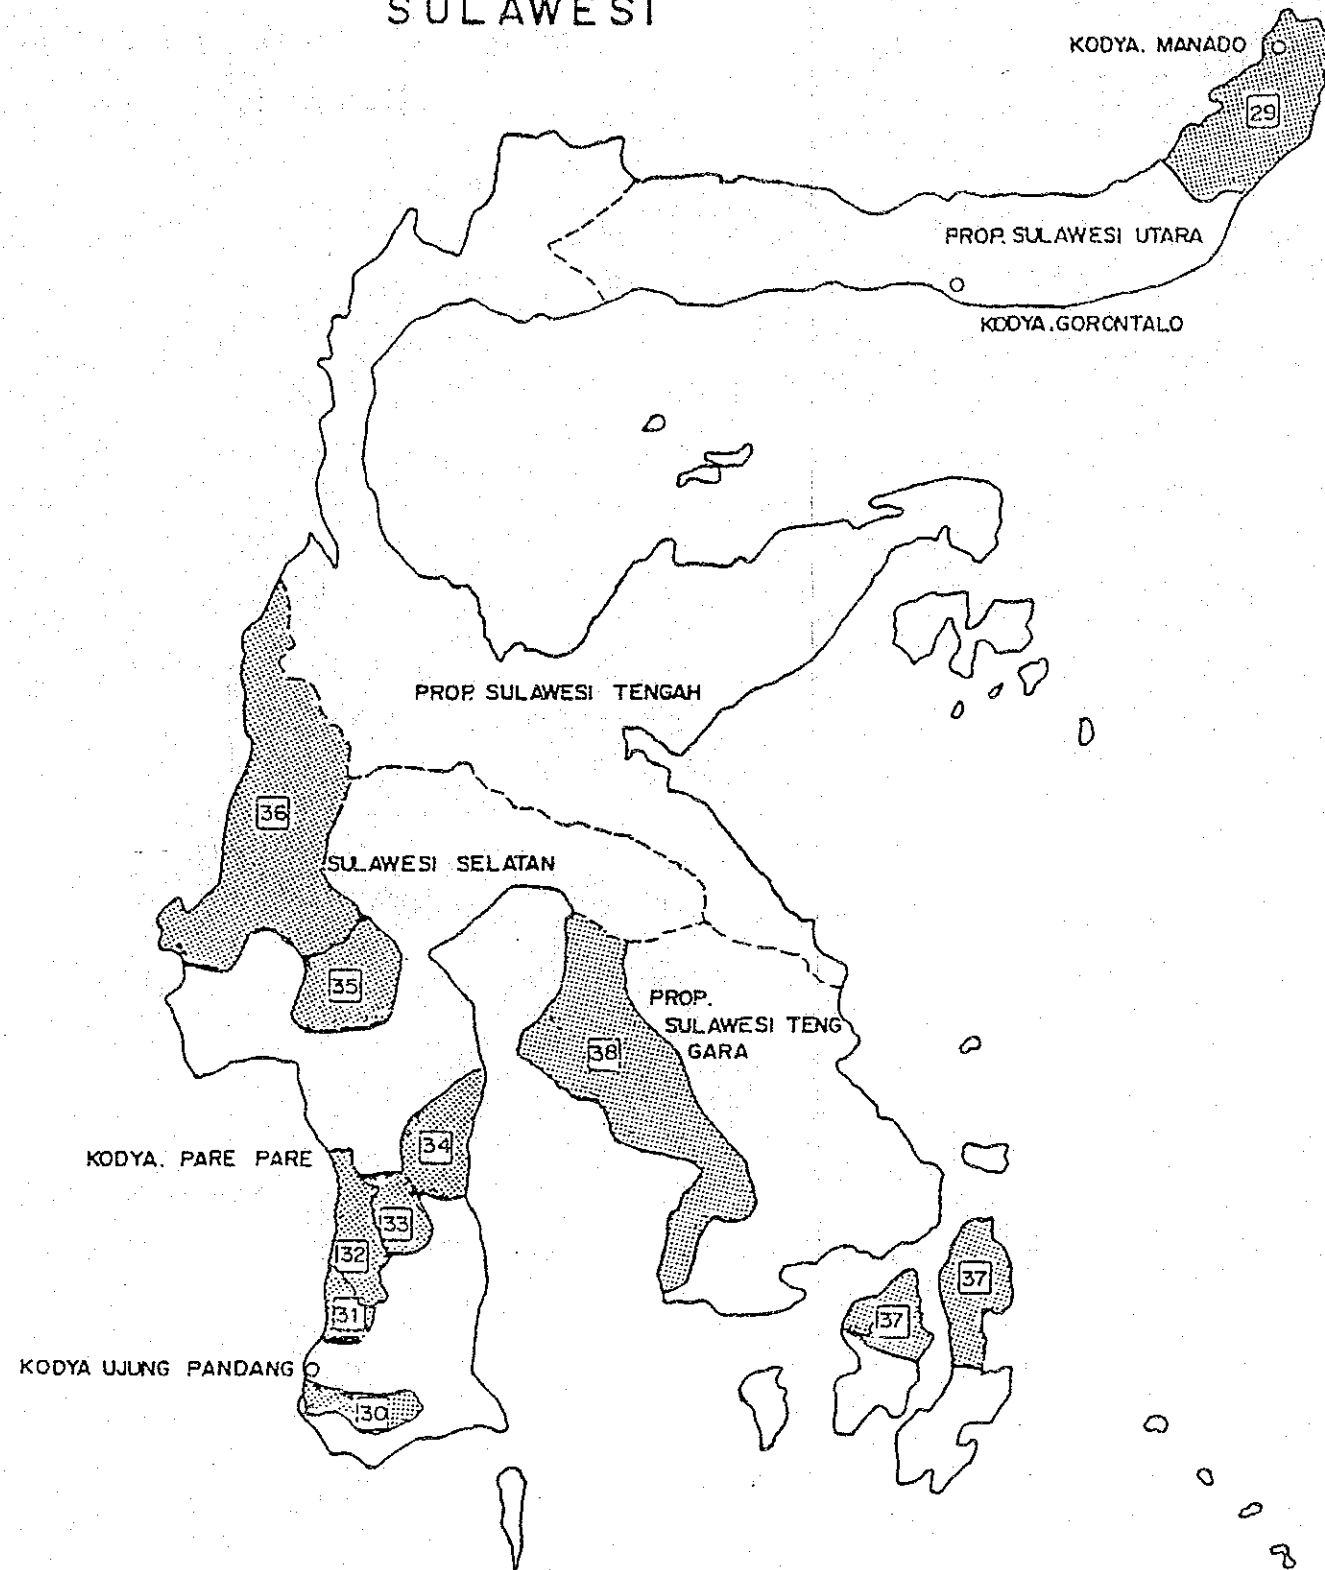 SULAWESI
KODYA. MANADO
29
PROP. SULAWESI UTARA
KODYA. GORONTALO
PROP. SULAWESI TENGAH
36
SULAWESI SELATAN
35
PROP.
SULAWESI TENG
GARA
38
34
KODYA. PARE PARE
33
32
37
31
37
KODYA UJUNG PANDANG
30